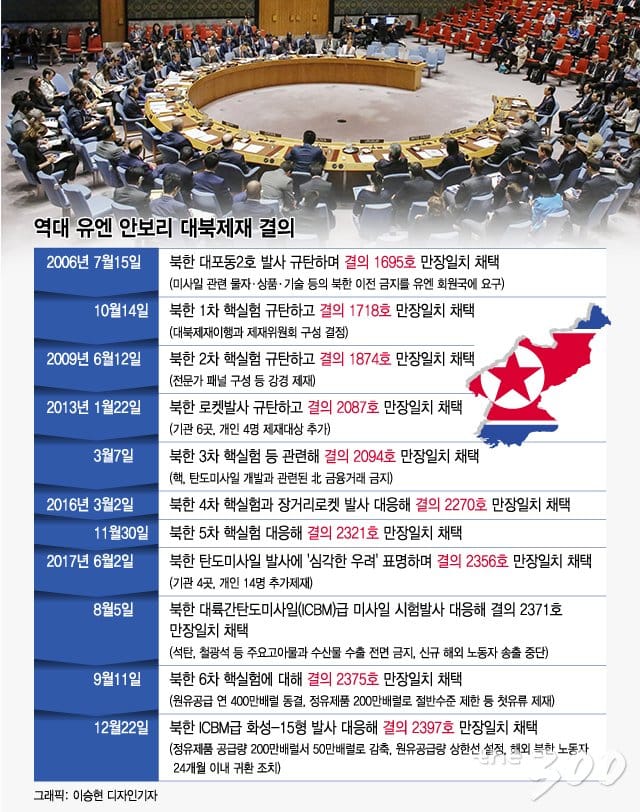 역대 유엔 안보리 대북제재 결의
2006년 7월15일 북한 대포동2호 발사 규탄하며 결의 1695호 만장일치 채택
(미사일 관련 물자·상품·기술 등의 북한 이전 금지를 유엔 회원국에 요구)
10월14일 북한 1차 핵실험 규탄하고 결의 1718호 만장일치 채택
(대북제재이행과 제재위원회 구성 결정)
2009년 6월12일 북한 2차 핵실험 규탄하고 결의 1874호 만장일치 채택
(전문가 패널 구성 등 강경 제재)
2013년 1월22일 북한 로켓발사 규탄하고 결의 2087호 만장일치 채택
(기관 6곳, 개인 4명 제재대상 추가)
3월7일 북한 3차 핵실험 등 관련해 결의 2094호 만장일치 채택
(핵, 탄도미사일 개발과 관련된 北 금융거래 금지)
2016년 3월2일 북한 4차 핵실험과 장거리로켓 발사 대응해 결의 2270호 만장일치 채택
11월30일 북한 5차 핵실험 대응해 결의 2321호 만장일치 채택
2017년 6월2일 북한 탄도미사일 발사에 '심각한 우려' 표명하며 결의 2356호 만장일치 채택
(기관 4곳, 개인 14명 추가제재)
8월5일 북한 대륙간탄도미사일(ICBM)급 미사일 시험발사 대응해 결의 2371호
만장일치 채택
(석탄, 철광석 등 주요고아물과 수산물 수출 전면 금지, 신규 해외 노동자 송출 중단)
9월11일 북한 6차 핵실험에 대해 결의 2375호 만장일치 채택
(원유공급 연 400만배럴 동결, 정유제품 200만배럴로 절반수준 제한 등 첫유류 제재)
12월22일 북한 ICBM급 화성-15형 발사 대응해 결의 2397호 만장일치 채택
(정유제품 공급량 200만배럴서 50만배럴로 감축, 원유공급량 상한선 설정, 해외 북한 노동자
24개월 이내 귀환 조치)
the 300
그래픽: 이승현 디자인기자